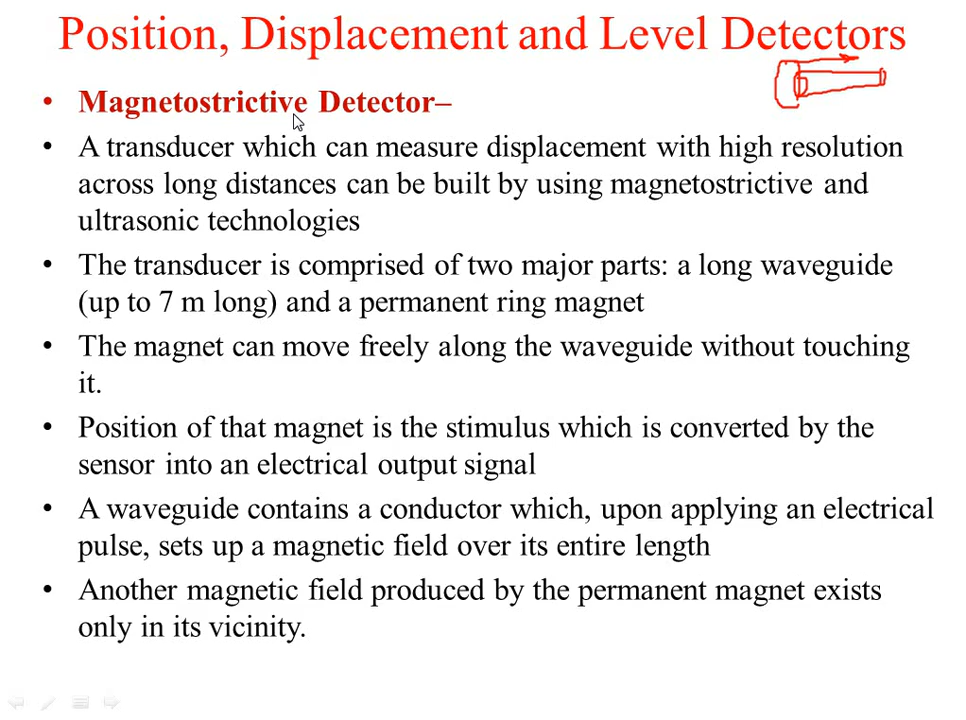 Position, Displacement and Level Detectors
• Magnetostrictive Detector–
• A transducer which can measure displacement with high resolution
across long distances can be built by using magnetostrictive and
ultrasonic technologies
• The transducer is comprised of two major parts: a long waveguide
(up to 7 m long) and a permanent ring magnet
• The magnet can move freely along the waveguide without touching
it.
• Position of that magnet is the stimulus which is converted by the
sensor into an electrical output signal
• A waveguide contains a conductor which, upon applying an electrical
pulse, sets up a magnetic field over its entire length
• Another magnetic field produced by the permanent magnet exists
only in its vicinity.